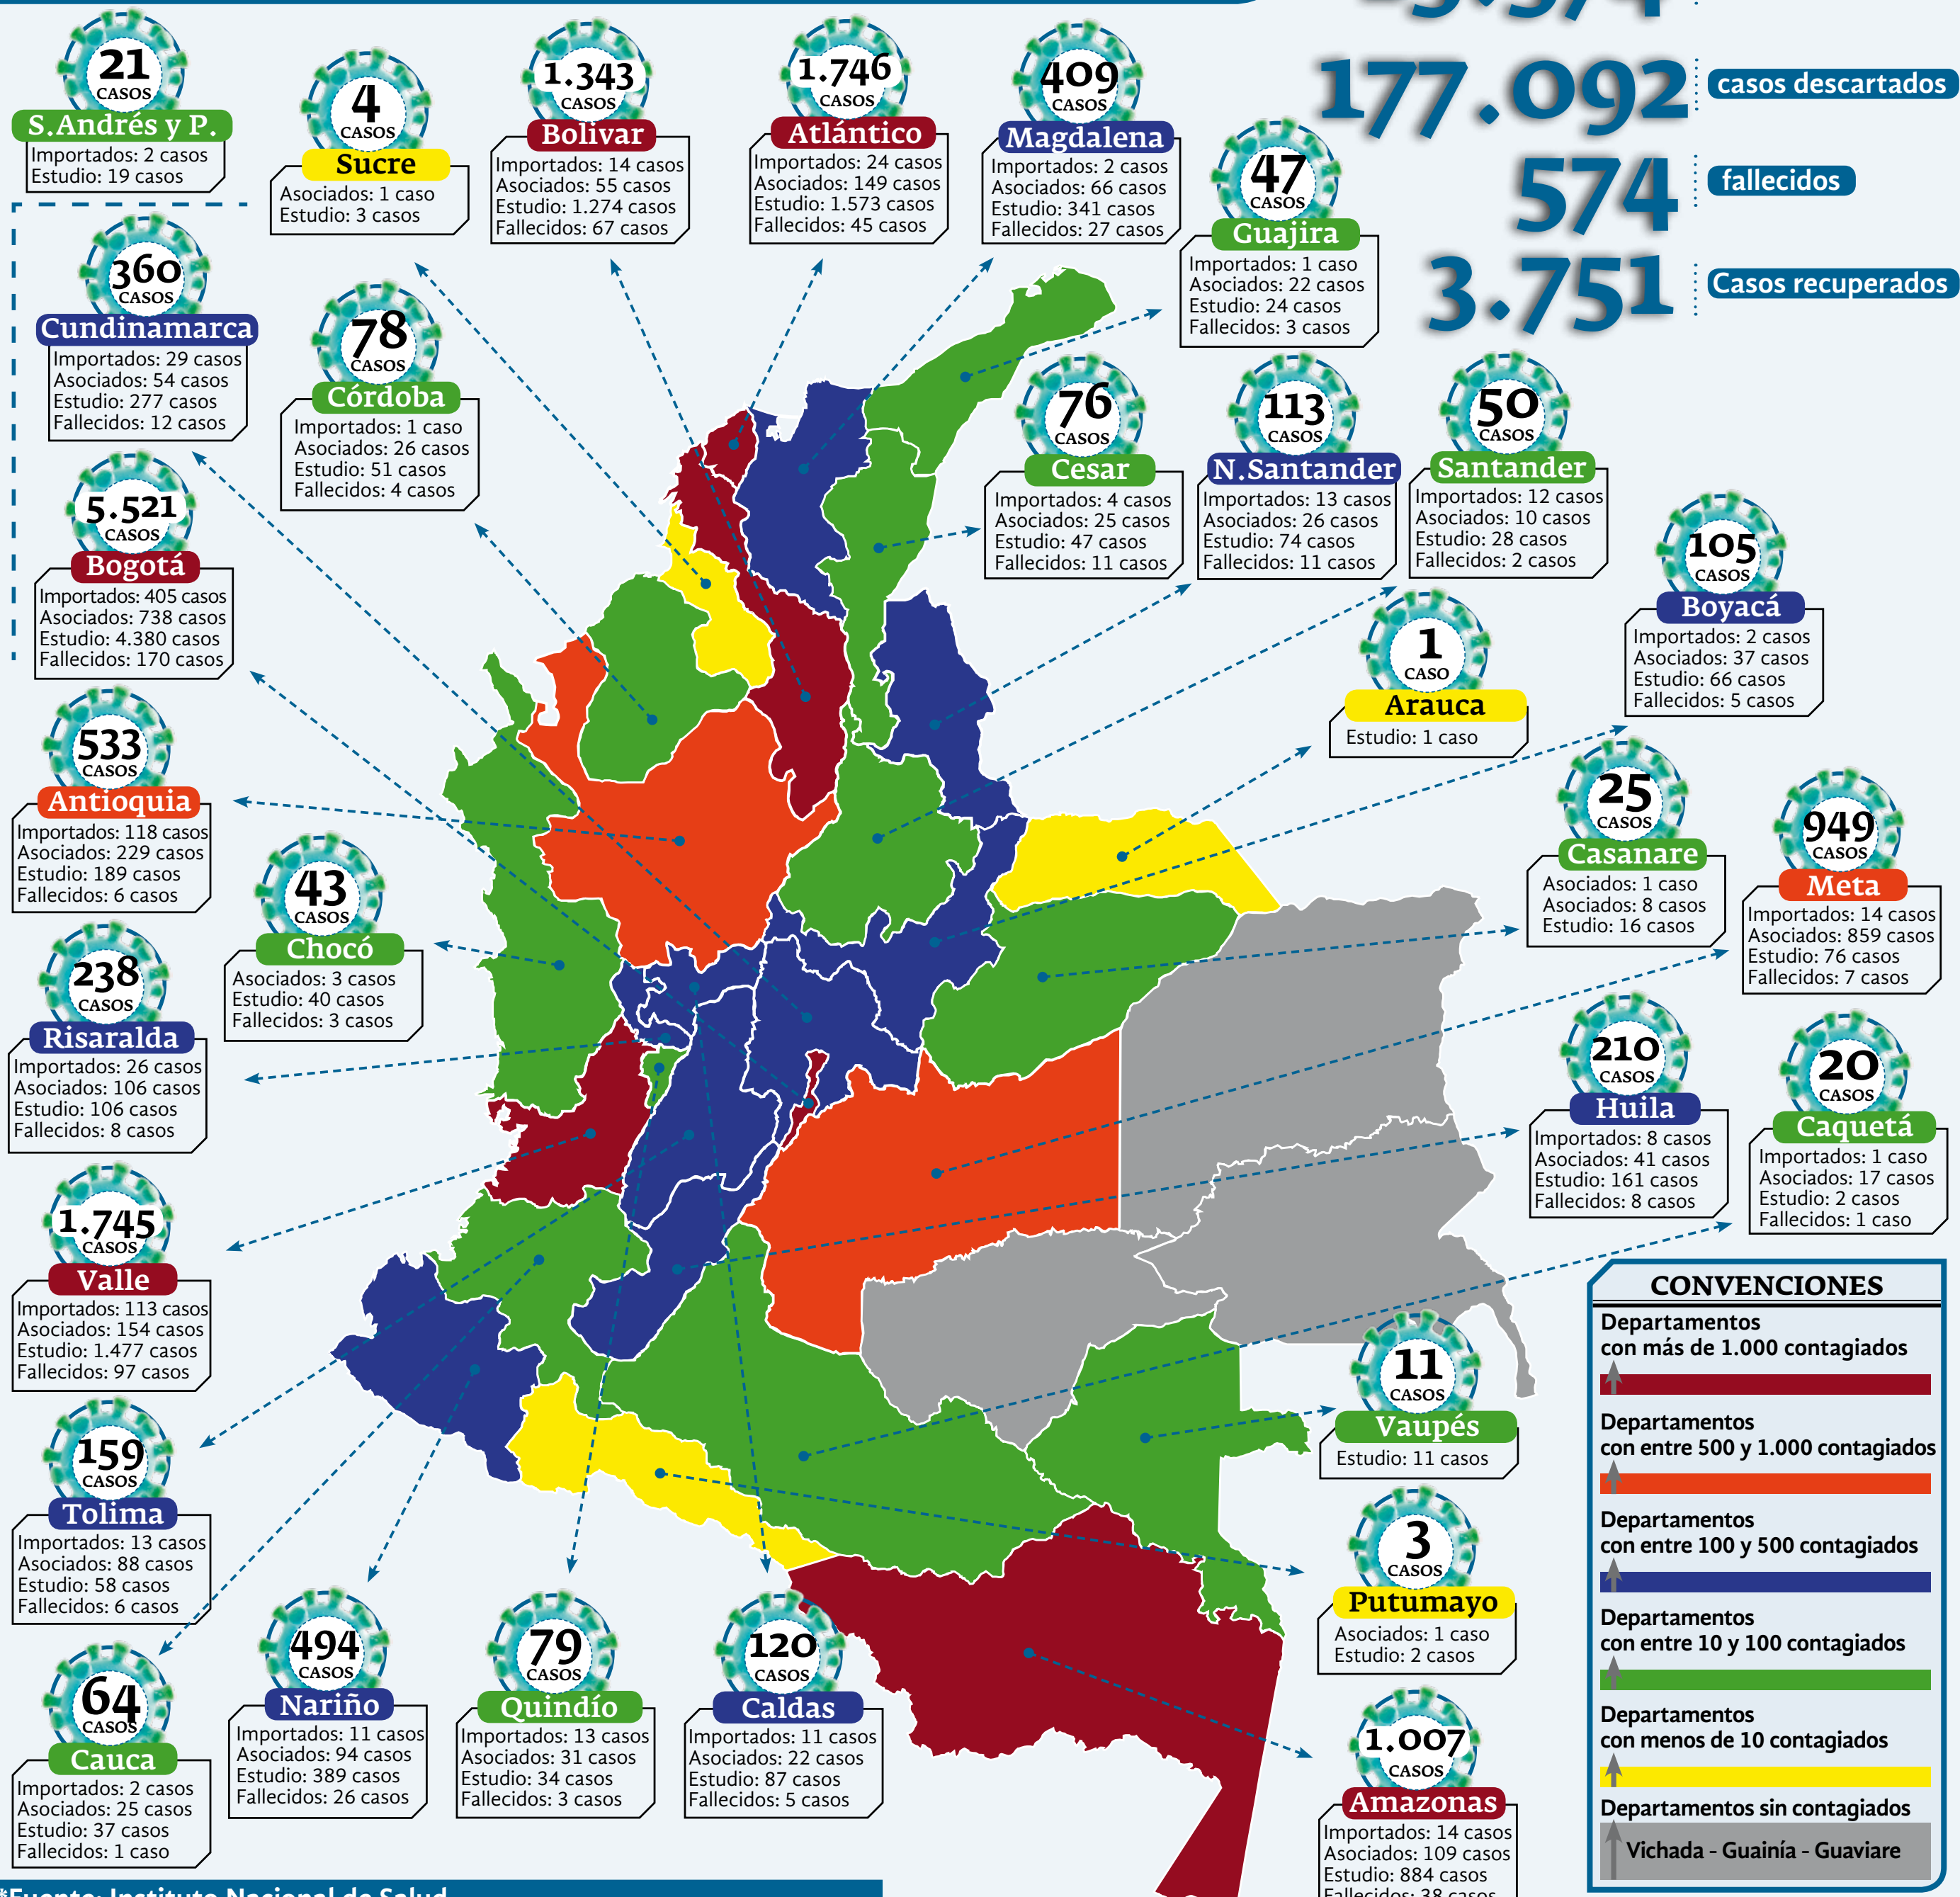 177.092 casos descartados
574 fallecidos
3.751 Casos recuperados
21
CASOS
S.Andrés y P.
Importados: 2 casos
Estudio: 19 casos
4
CASOS
Sucre
Asociados: 1 caso
Estudio: 3 casos
1.343
CASOS
Bolivar
Importados: 14 casos
Asociados: 55 casos
Estudio: 1.274 casos
Fallecidos: 67 casos
1.746
CASOS
Atlántico
Importados: 24 casos
Asociados: 149 casos
Estudio: 1.573 casos
Fallecidos: 45 casos
409
CASOS
Magdalena
Importados: 2 casos
Asociados: 66 casos
Estudio: 341 casos
Fallecidos: 27 casos
47
CASOS
Guajira
Importados: 1 caso
Asociados: 22 casos
Estudio: 24 casos
Fallecidos: 3 casos
360
CASOS
Cundinamarca
Importados: 29 casos
Asociados: 54 casos
Estudio: 277 casos
Fallecidos: 12 casos
78
CASOS
Córdoba
Importados: 1 caso
Asociados: 26 casos
Estudio: 51 casos
Fallecidos: 4 casos
76
CASOS
Cesar
Importados: 4 casos
Asociados: 25 casos
Estudio: 47 casos
Fallecidos: 11 casos
113
CASOS
N.Santander
Importados: 13 casos
Asociados: 26 casos
Estudio: 74 casos
Fallecidos: 11 casos
50
CASOS
Santander
Importados: 12 casos
Asociados: 10 casos
Estudio: 28 casos
Fallecidos: 2 casos
105
CASOS
Boyacá
Importados: 2 casos
Asociados: 37 casos
Estudio: 66 casos
Fallecidos: 5 casos
5.521
CASOS
Bogotá
Importados: 405 casos
Asociados: 738 casos
Estudio: 4.380 casos
Fallecidos: 170 casos
1
CASO
Arauca
Estudio: 1 caso
533
CASOS
Antioquia
Importados: 118 casos
Asociados: 229 casos
Estudio: 189 casos
Fallecidos: 6 casos
43
CASOS
Chocó
Asociados: 3 casos
Estudio: 40 casos
Fallecidos: 3 casos
25
CASOS
Casanare
Asociados: 1 caso
Asociados: 8 casos
Estudio: 16 casos
949
CASOS
Meta
Importados: 14 casos
Asociados: 859 casos
Estudio: 76 casos
Fallecidos: 7 casos
238
CASOS
Risaralda
Importados: 26 casos
Asociados: 106 casos
Estudio: 106 casos
Fallecidos: 8 casos
210
CASOS
Huila
Importados: 8 casos
Asociados: 41 casos
Estudio: 161 casos
Fallecidos: 8 casos
20
CASOS
Caquetá
Importados: 1 caso
Asociados: 17 casos
Estudio: 2 casos
Fallecidos: 1 caso
1.745
CASOS
Valle
Importados: 113 casos
Asociados: 154 casos
Estudio: 1.477 casos
Fallecidos: 97 casos
11
CASOS
Vaupés
Estudio: 11 casos
159
CASOS
Tolima
Importados: 13 casos
Asociados: 88 casos
Estudio: 58 casos
Fallecidos: 6 casos
3
CASOS
Putumayo
Asociados: 1 caso
Estudio: 2 casos
64
CASOS
Cauca
Importados: 2 casos
Asociados: 25 casos
Estudio: 37 casos
Fallecidos: 1 caso
494
CASOS
Nariño
Importados: 11 casos
Asociados: 94 casos
Estudio: 389 casos
Fallecidos: 26 casos
79
CASOS
Quindío
Importados: 13 casos
Asociados: 31 casos
Estudio: 34 casos
Fallecidos: 3 casos
120
CASOS
Caldas
Importados: 11 casos
Asociados: 22 casos
Estudio: 87 casos
Fallecidos: 5 casos
1.007
CASOS
Amazonas
Importados: 14 casos
Asociados: 109 casos
Estudio: 884 casos
Fallecidos: 38 casos
CONVENCIONES
Departamentos
con más de 1.000 contagiados
Departamentos
con entre 500 y 1.000 contagiados
Departamentos
con entre 100 y 500 contagiados
Departamentos
con entre 10 y 100 contagiados
Departamentos
con menos de 10 contagiados
Departamentos sin contagiados
Vichada - Guainía - Guaviare
*Fuente: Instituto Nacional de Salud